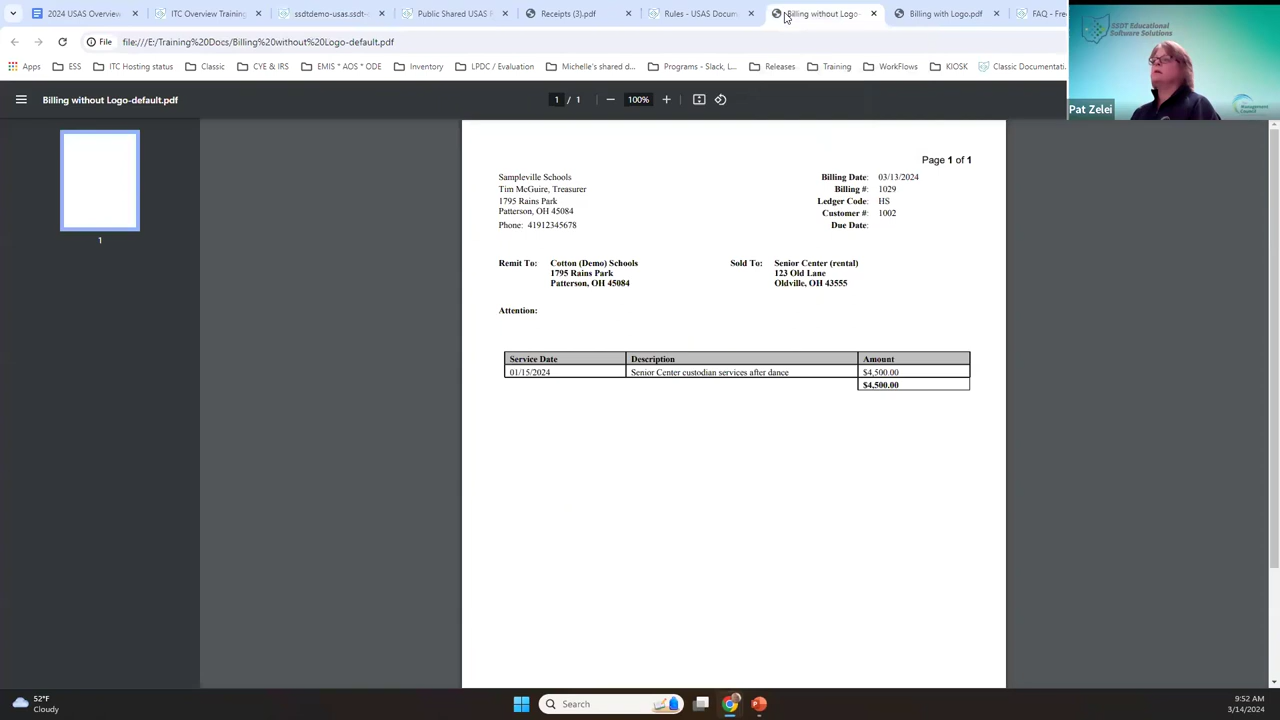 2024 USAS Overview
ITC Overview Training
ssdtdemo-usas.ssdt
Public Shared USAS
Receipts (3).pdf
Rules - USAS Docum
Billing without Logo-
Billing with Logo.pdf
FAQ - Fre
File
file:///E:/Training%20Docs/Billing%20without%20Logo-default.pdf
Apps
ESS
ITC Hosting status
Classic
CYE & IRS
EMIS * AOS * ODE
Inventory
LPDC / Evaluation
Michelle's shared d...
Programs - Slack, L...
Releases
Training
WorkFlows
KIOSK
Classic Documentati
SSDT Educational
Software Solutions
Management
Council
Pat Zelei
Billing without Logo-default.pdf
1 / 1
100%
1
Page 1 of 1
Sampleville Schools
Tim McGuire, Treasurer
1795 Rains Park
Patterson, OH 45084
Phone: 41912345678
Billing Date: 03/13/2024
Billing #: 1029
Ledger Code: HS
Customer #: 1002
Due Date:
Remit To: Cotton (Demo) Schools
1795 Rains Park
Patterson, OH 45084
Sold To: Senior Center (rental)
123 Old Lane
Oldville, OH 43555
Attention:
Service Date Description Amount
01/15/2024 Senior Center custodian services after dance $4,500.00
$4,500.00
52°F
Cloudy
Search
9:52 AM
3/14/2024